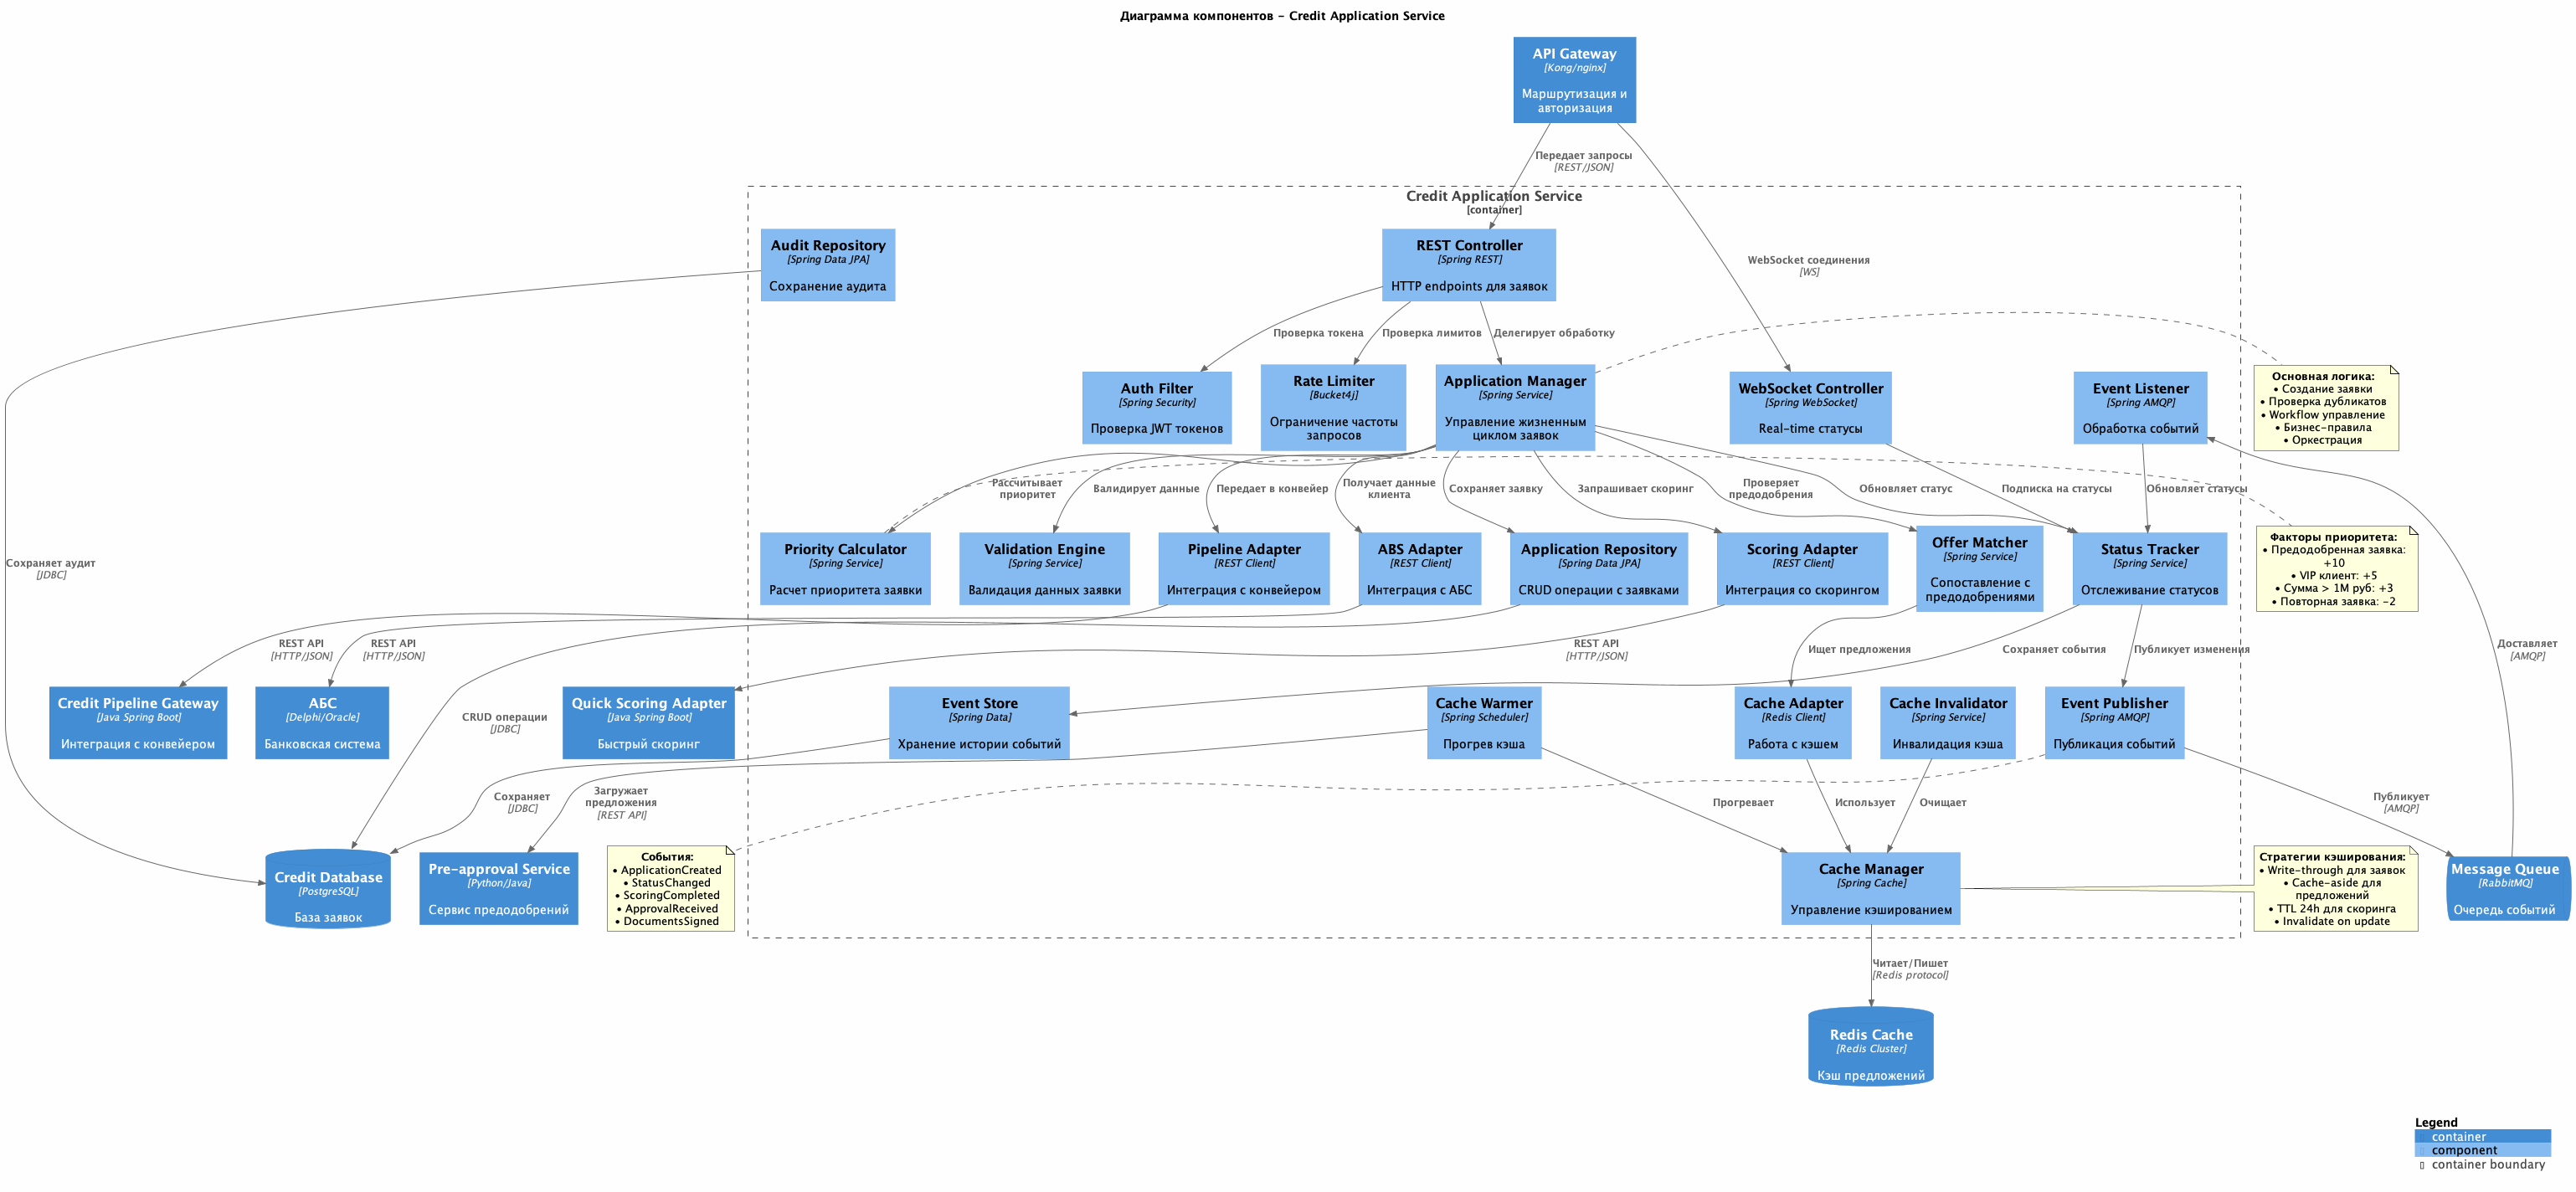 Диаграмма компонентов - Credit Application Service
API Gateway
[Kong/nginx]
Маршрутизация и
авторизация
Передает запросы
[REST/JSON]
Credit Application Service
[container]
Audit Repository
[Spring Data JPA]
Сохранение аудита
REST Controller
[Spring REST]
HTTP endpoints для заявок
WebSocket соединения
[WS]
Проверка токена
Проверка лимитов
Делегирует обработку
Auth Filter
[Spring Security]
Проверка JWT токенов
Rate Limiter
[Bucket4j]
Ограничение частоты
запросов
Application Manager
[Spring Service]
Управление жизненным
циклом заявок
WebSocket Controller
[Spring WebSocket]
Real-time статусы
Event Listener
[Spring AMQP]
Обработка событий
Основная логика:
• Создание заявки
• Проверка дубликатов
• Workflow управление
• Бизнес-правила
• Оркестрация
Рассчитывает
приоритет
Валидирует данные
Передает в конвейер
Получает данные
клиента
Сохраняет заявку
Запрашивает скоринг
Проверяет
предодобрения
Обновляет статус
Подписка на статусы
Обновляет статусы
Сохраняет аудит
[JDBC]
Priority Calculator
[Spring Service]
Расчет приоритета заявки
Validation Engine
[Spring Service]
Валидация данных заявки
Pipeline Adapter
[REST Client]
Интеграция с конвейером
ABS Adapter
[REST Client]
Интеграция с АБС
Application Repository
[Spring Data JPA]
CRUD операции с заявками
Scoring Adapter
[REST Client]
Интеграция со скорингом
Offer Matcher
[Spring Service]
Сопоставление с
предодобрениями
Status Tracker
[Spring Service]
Отслеживание статусов
Факторы приоритета:
• Предодобренная заявка:
+10
• VIP клиент: +5
• Сумма > 1М руб: +3
• Повторная заявка: -2
REST API
[HTTP/JSON]
REST API
[HTTP/JSON]
REST API
[HTTP/JSON]
Ищет предложения
Сохраняет события
Публикует изменения
Доставляет
[AMQP]
Credit Pipeline Gateway
[Java Spring Boot]
Интеграция с конвейером
АБС
[Delphi/Oracle]
Банковская система
CRUD операции
[JDBC]
Quick Scoring Adapter
[Java Spring Boot]
Быстрый скоринг
Event Store
[Spring Data]
Хранение истории событий
Cache Warmer
[Spring Scheduler]
Прогрев кэша
Cache Adapter
[Redis Client]
Работа с кэшем
Cache Invalidator
[Spring Service]
Инвалидация кэша
Event Publisher
[Spring AMQP]
Публикация событий
Сохраняет
[JDBC]
Загружает
предложения
[REST API]
Прогревает
Использует
Очищает
Публикует
[AMQP]
Credit Database
[PostgreSQL]
База заявок
Pre-approval Service
[Python/Java]
Сервис предодобрений
События:
• ApplicationCreated
• StatusChanged
• ScoringCompleted
• ApprovalReceived
• DocumentsSigned
Cache Manager
[Spring Cache]
Управление кэшированием
Стратегии кэширования:
• Write-through для заявок
• Cache-aside для
предложений
• TTL 24h для скоринга
• Invalidate on update
Message Queue
[RabbitMQ]
Очередь событий
Читает/Пишет
[Redis protocol]
Redis Cache
[Redis Cluster]
Кэш предложений
Legend
container
component
container boundary